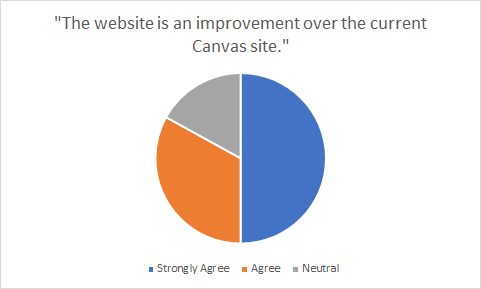 "The website is an improvement over the current
Canvas site."
Strongly Agree Agree Neutral